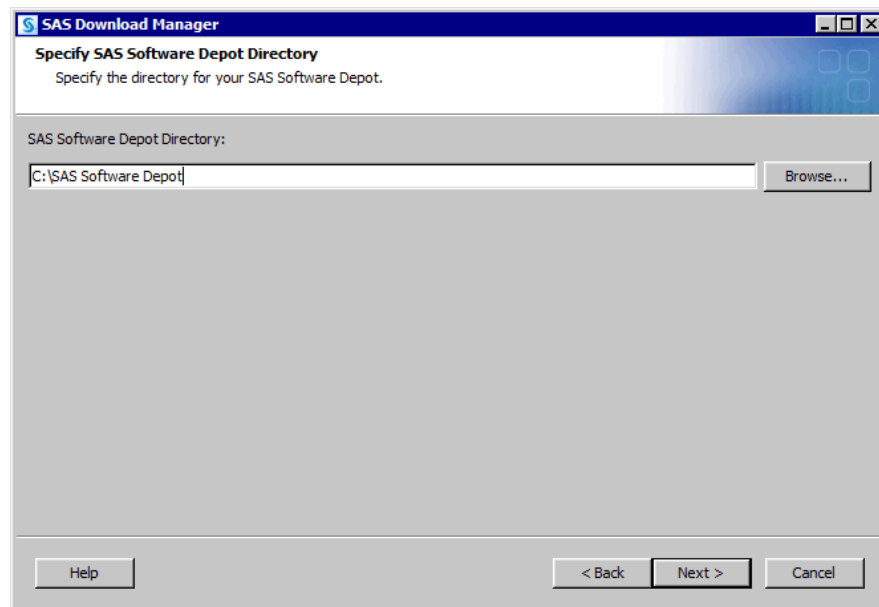 SAS Download Manager
Specify SAS Software Depot Directory
Specify the directory for your SAS Software Depot.
SAS Software Depot Directory:
C:\SAS Software Depot
Browse...
Help
< Back
Next >
Cancel